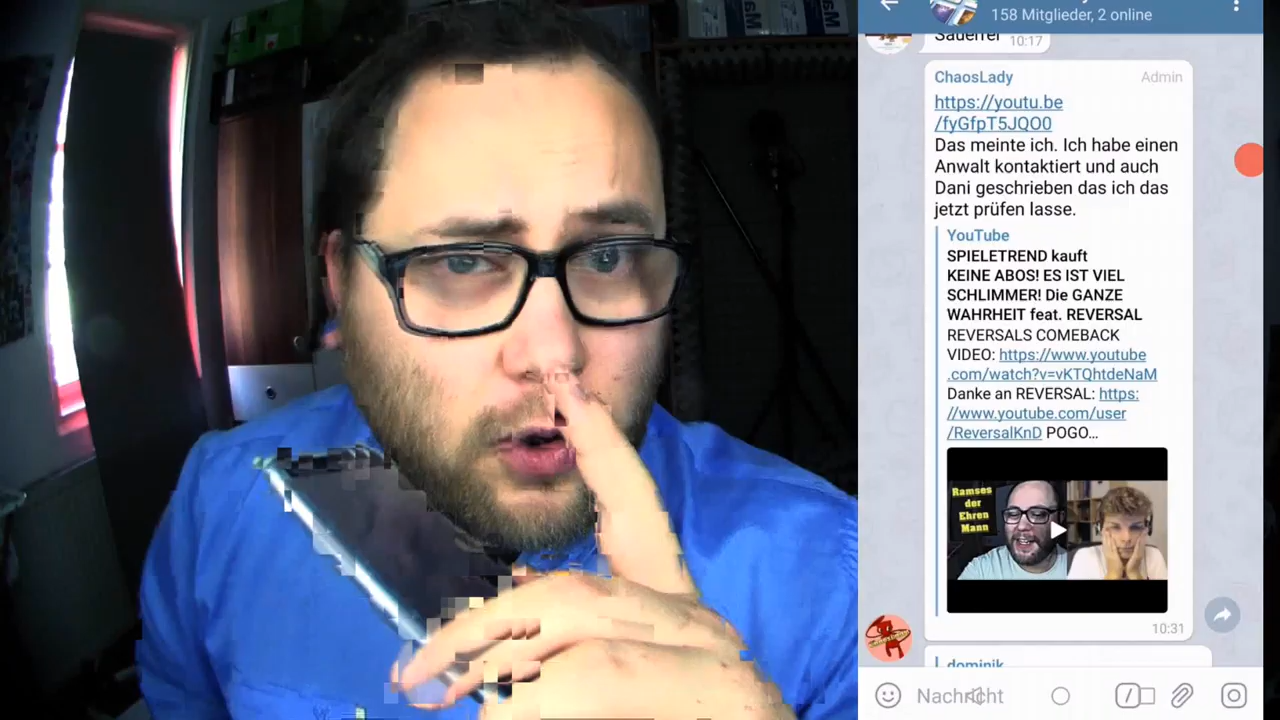 158 Mitglieder, 2 online
Sauerrei 10:17
ChaosLady Admin
https://youtu.be
/fyGfpT5JQO0
Das meinte ich. Ich habe einen
Anwalt kontaktiert und auch
Dani geschrieben das ich das
jetzt prüfen lasse.
YouTube
SPIELETREND kauft
KEINE ABOS! ES IST VIEL
SCHLIMMER! Die GANZE
WAHRHEIT feat. REVERSAL
REVERSALS COMEBACK
VIDEO: https://www.youtube
.com/watch?v=vKTQhtdeNaM
Danke an REVERSAL: https:
//www.youtube.com/user
/ReversalKnD POGO...
Ramses
der
Ehren
Mann
10:31
dominik
Nachricht